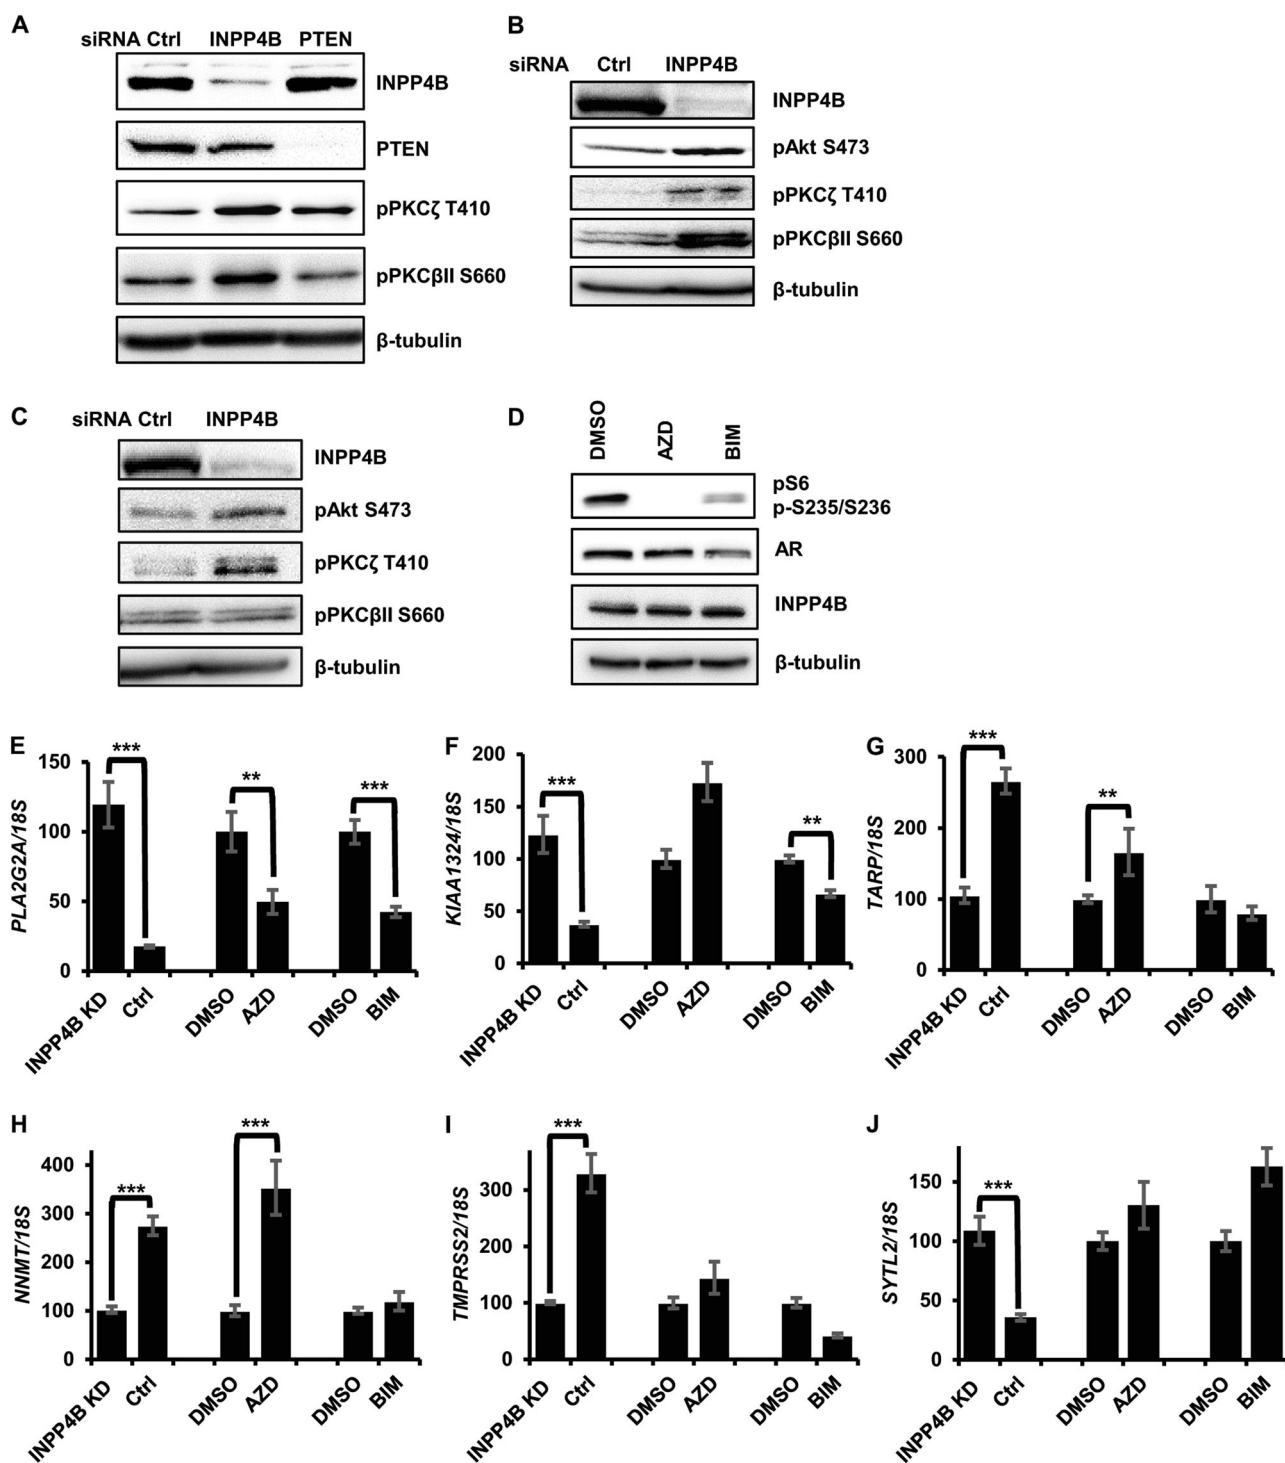 A
siRNA Ctrl INPP4B PTEN
INPP4B
PTEN
pPKCζ T410
pPKCβII S660
β-tubulin
B
siRNA Ctrl INPP4B
INPP4B
pAkt S473
pPKCζ T410
pPKCβII S660
β-tubulin
C
siRNA Ctrl INPP4B
INPP4B
pAkt S473
pPKCζ T410
pPKCβII S660
β-tubulin
D
DMSO
AZD
BIM
pS6
p-S235/S236
AR
INPP4B
β-tubulin
E
PLA2G2A/18S
150
100
50
0
***
**
***
INPP4B KD
Ctrl
DMSO
AZD
DMSO
BIM
F
KIAA1324/18S
200
150
100
50
0
***
**
INPP4B KD
Ctrl
DMSO
AZD
DMSO
BIM
G
TARP/18S
300
200
100
0
***
**
INPP4B KD
Ctrl
DMSO
AZD
DMSO
BIM
H
NNMT/18S
400
300
200
100
0
***
***
INPP4B KD
Ctrl
DMSO
AZD
DMSO
BIM
I
TMPRSS2/18S
300
200
100
0
***
INPP4B KD
Ctrl
DMSO
AZD
DMSO
BIM
J
SYTL2/18S
150
100
50
0
***
INPP4B KD
Ctrl
DMSO
AZD
DMSO
BIM